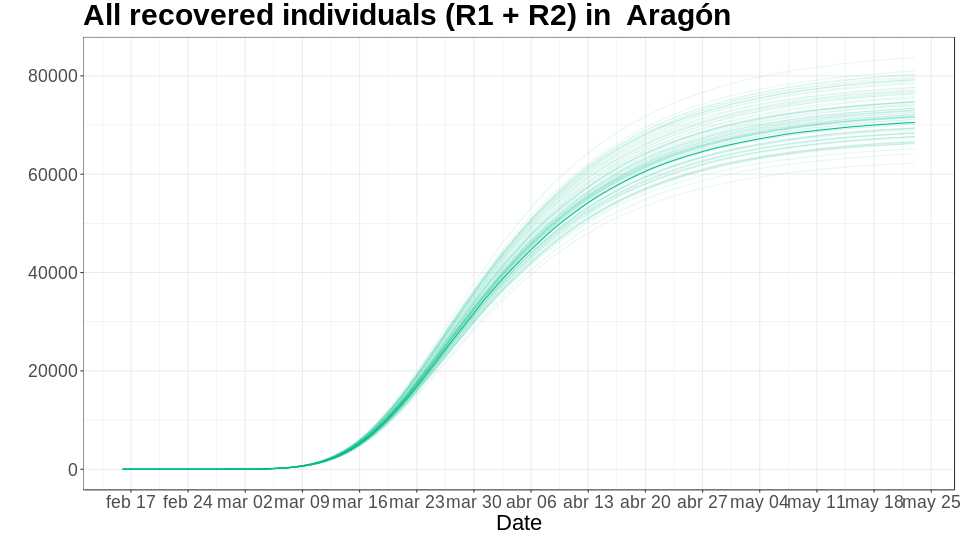 All recovered individuals (R1 + R2) in  Aragón
80000
60000
40000
20000
0
feb 17 feb 24 mar 02 mar 09 mar 16 mar 23 mar 30 abr 06 abr 13 abr 20 abr 27 may 04 may 11 may 18 may 25
Date